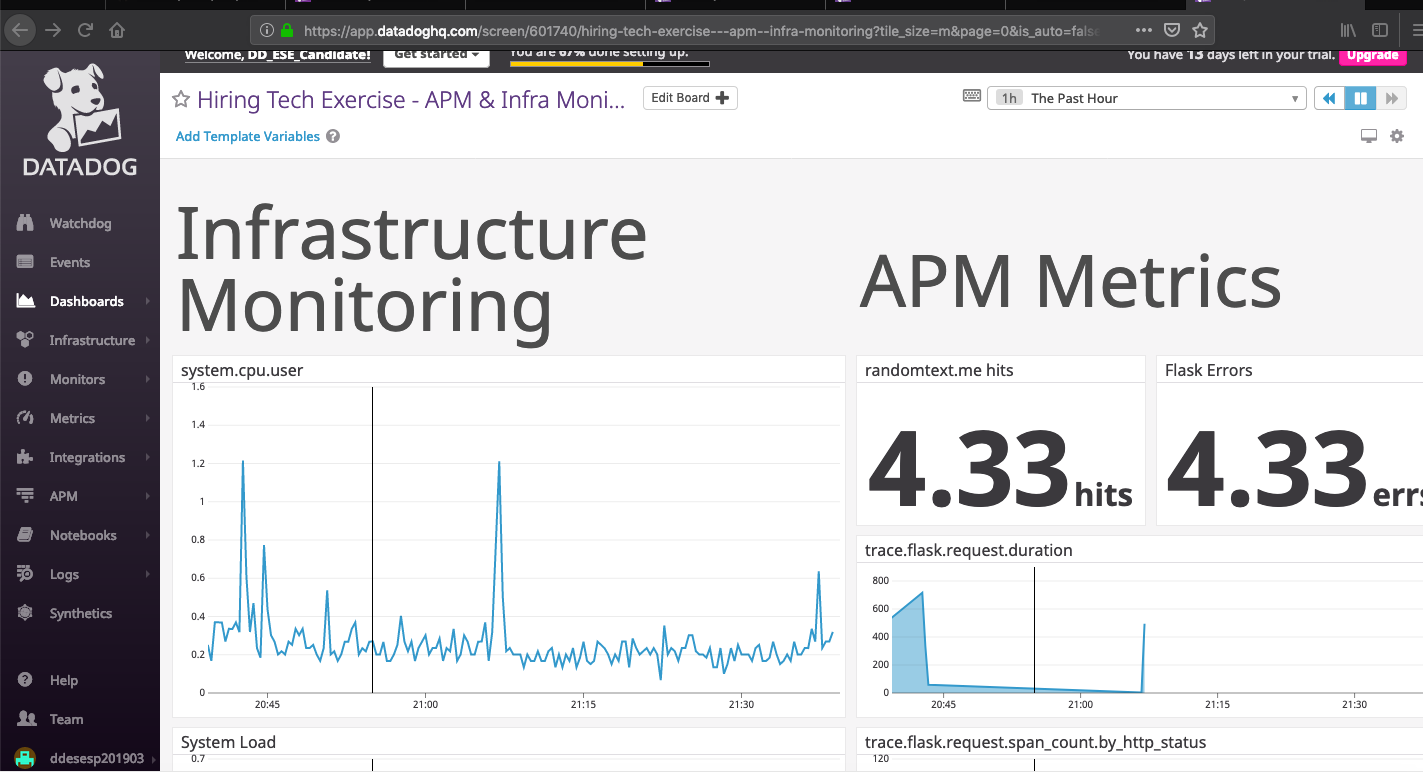 https://app.datadoghq.com/screen/601740/hiring-tech-exercise---apm--infra-monitoring?tile_size=m&page=0&is_auto=false
Welcome, DD_ESE_Candidate!
Get started
You are 67% done setting up.
You have 13 days left in your trial.
Upgrade
Hiring Tech Exercise - APM & Infra Moni...
Edit Board
1h The Past Hour
Add Template Variables
DATADOG
Watchdog
Events
Dashboards
Infrastructure
Monitors
Metrics
Integrations
APM
Notebooks
Logs
Synthetics
Help
Team
ddesesp201903
Infrastructure
Monitoring
APM Metrics
system.cpu.user
1.6
1.4
1.2
1
0.8
0.6
0.4
0.2
0
20:45 21:00 21:15 21:30
randomtext.me hits
4.33 hits
Flask Errors
4.33 errs
trace.flask.request.duration
800
600
400
200
0
20:45 21:00 21:15 21:30
System Load
0.7
trace.flask.request.span_count.by_http_status
120